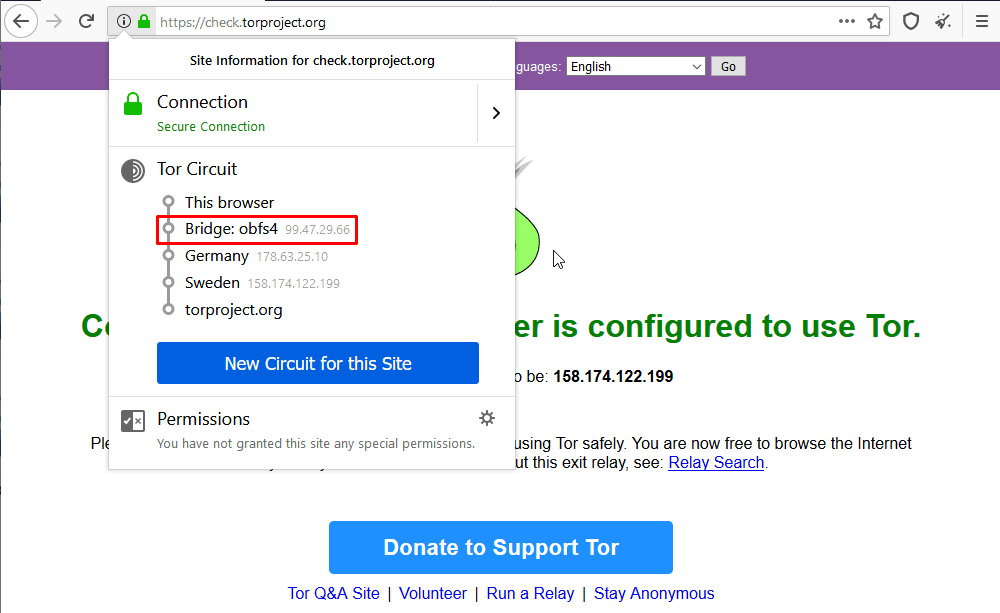 https://check.torproject.org
Site Information for check.torproject.org
guages: English Go
Connection
Secure Connection
Tor Circuit
This browser
Bridge: obfs4 99.47.29.66
Germany 178.63.25.10
Sweden 158.174.122.199
torproject.org
New Circuit for this Site
Permissions
You have not granted this site any special permissions.
Co er is configured to use Tor.
o be: 158.174.122.199
Ple using Tor safely. You are now free to browse the Internet
ut this exit relay, see: Relay Search.
Donate to Support Tor
Tor Q&A Site | Volunteer | Run a Relay | Stay Anonymous